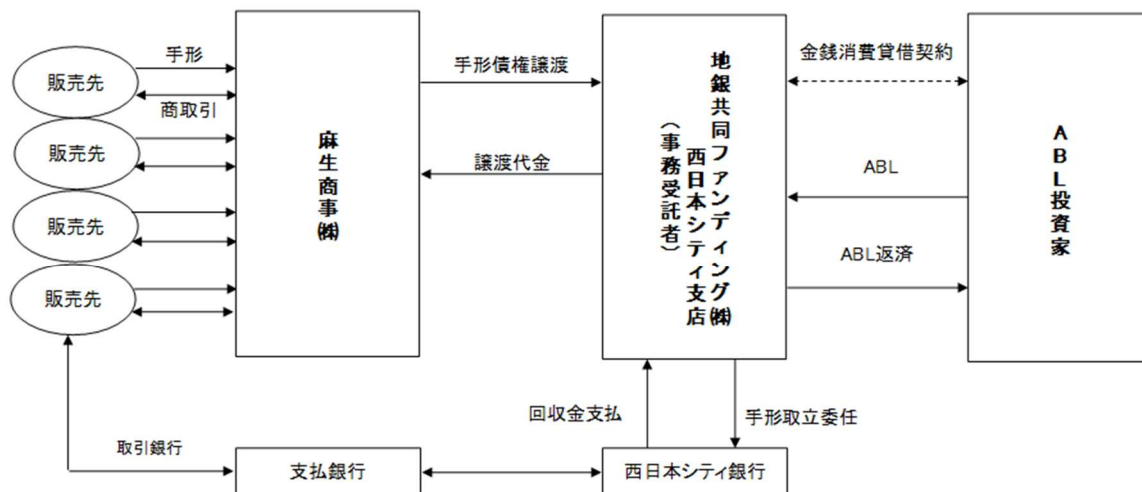 手形
販売先
商取引
販売先
販売先
販売先
麻生商事㈱
手形債権譲渡
譲渡代金
地銀共同ファンディング㈱
西日本シティ支店
（事務受託者）
金銭消費貸借契約
ABL
ABL返済
ABL投資家
回収金支払
手形取立委任
取引銀行
支払銀行
西日本シティ銀行